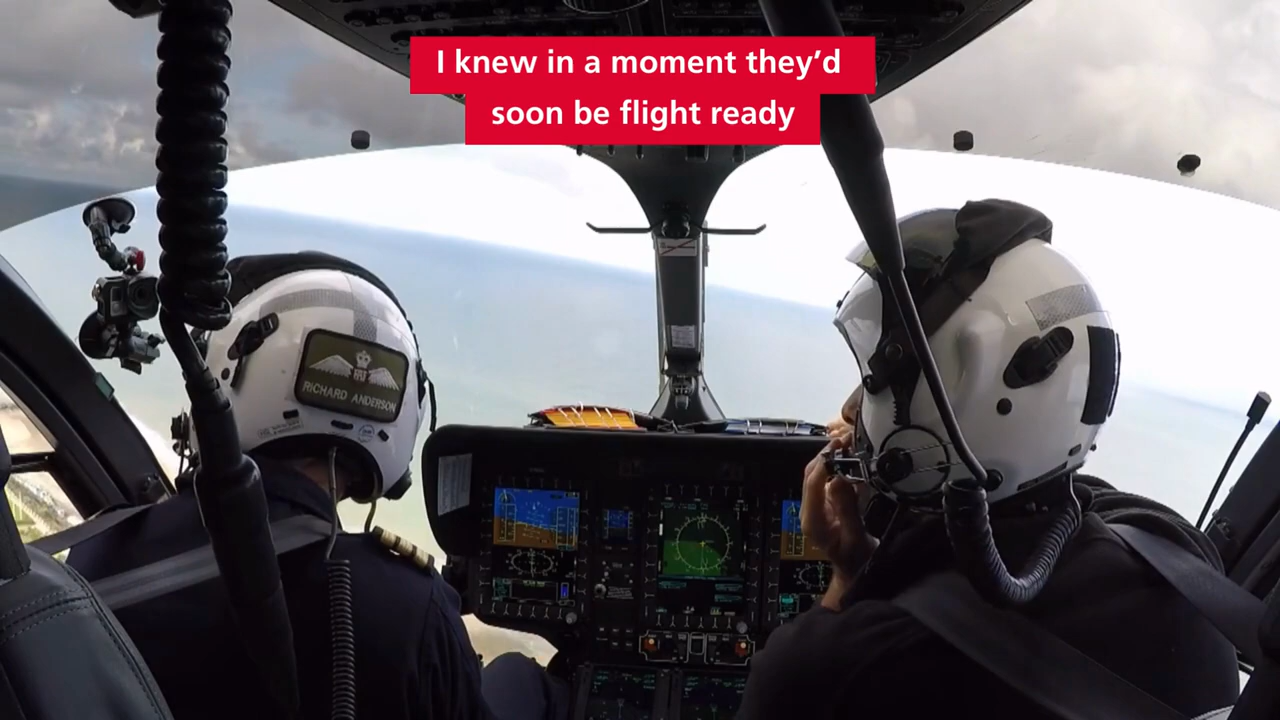 I knew in a moment they’d
soon be flight ready
RICHARD ANDERSON